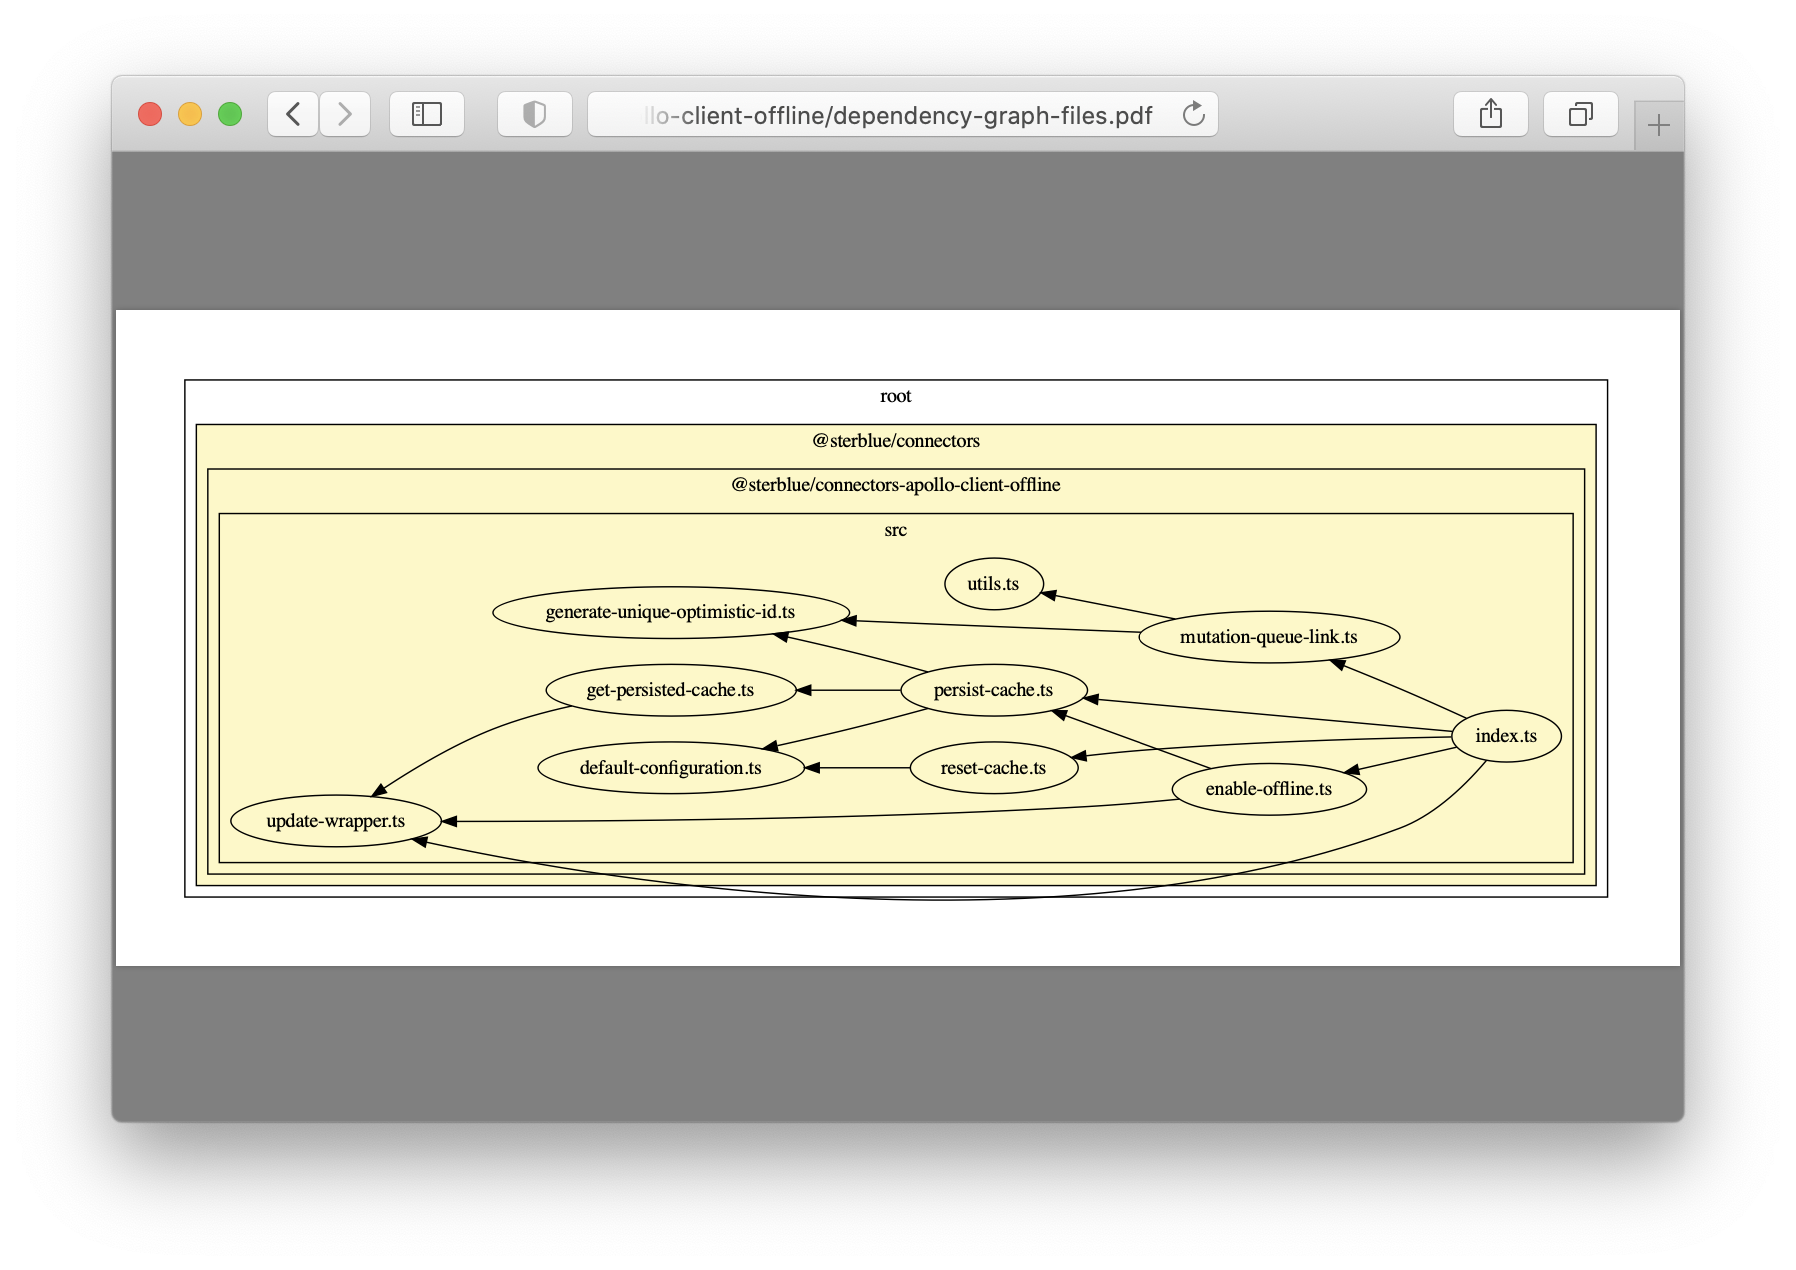 llo-client-offline/dependency-graph-files.pdf
root
@sterblue/connectors
@sterblue/connectors-apollo-client-offline
src
utils.ts
generate-unique-optimistic-id.ts
mutation-queue-link.ts
get-persisted-cache.ts
persist-cache.ts
index.ts
default-configuration.ts
reset-cache.ts
enable-offline.ts
update-wrapper.ts